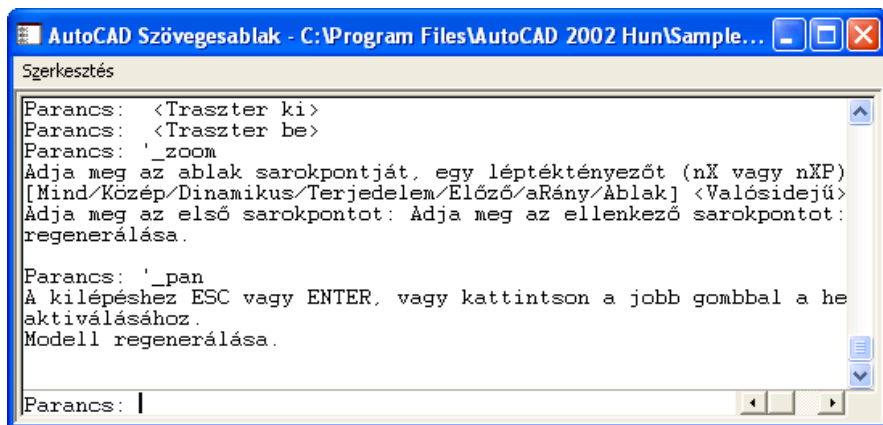 AutoCAD Szövegesablak - C:\Program Files\AutoCAD 2002 Hun\Sample...
Szerkesztés
Parancs:  <Traszter ki>
Parancs:  <Traszter be>
Parancs: '_zoom
Adja meg az ablak sarokpontját, egy léptéktényezőt (nX vagy nXP)
[Mind/Közép/Dinamikus/Terjedelem/Előző/aRány/Ablak] <Valósidejű>
Adja meg az első sarokpontot: Adja meg az ellenkező sarokpontot:
regenerálása.
Parancs: '_pan
A kilépéshez ESC vagy ENTER, vagy kattintson a jobb gombbal a he
aktiválásához.
Modell regenerálása.
Parancs: